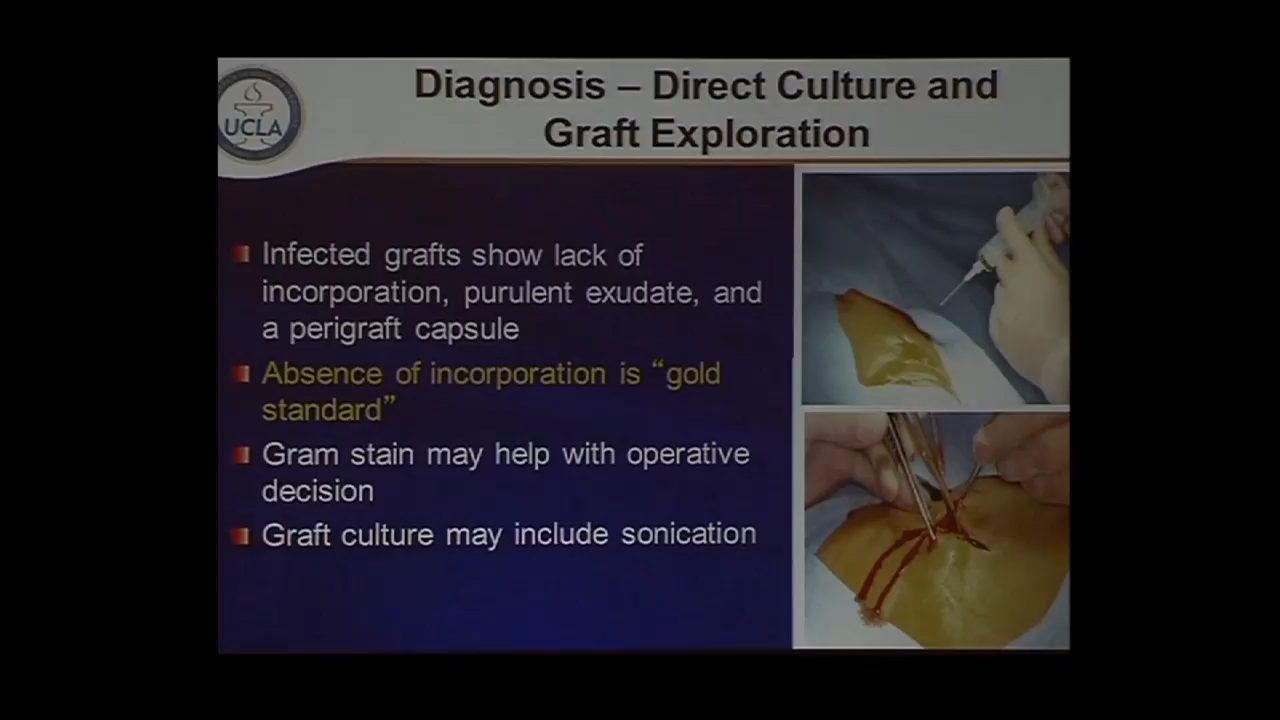 Diagnosis – Direct Culture and
Graft Exploration
UCLA
Infected grafts show lack of
incorporation, purulent exudate, and
a perigraft capsule
Absence of incorporation is “gold
standard”
Gram stain may help with operative
decision
Graft culture may include sonication